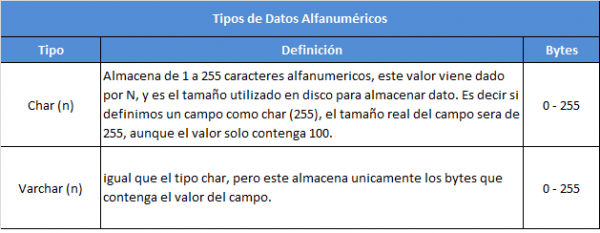 Tipos de Datos Alfanuméricos
Tipo Definición Bytes
Almacena de 1 a 255 caracteres alfanumericos, este valor viene dado
por N, y es el tamaño utilizado en disco para almacenar dato. Es decir si
definimos un campo como char (255), el tamaño real del campo sera de
255, aunque el valor solo contenga 100.
Char (n)
0 - 255
igual que el tipo char, pero este almacena unicamente los bytes que
contenga el valor del campo.
Varchar (n)
0 - 255